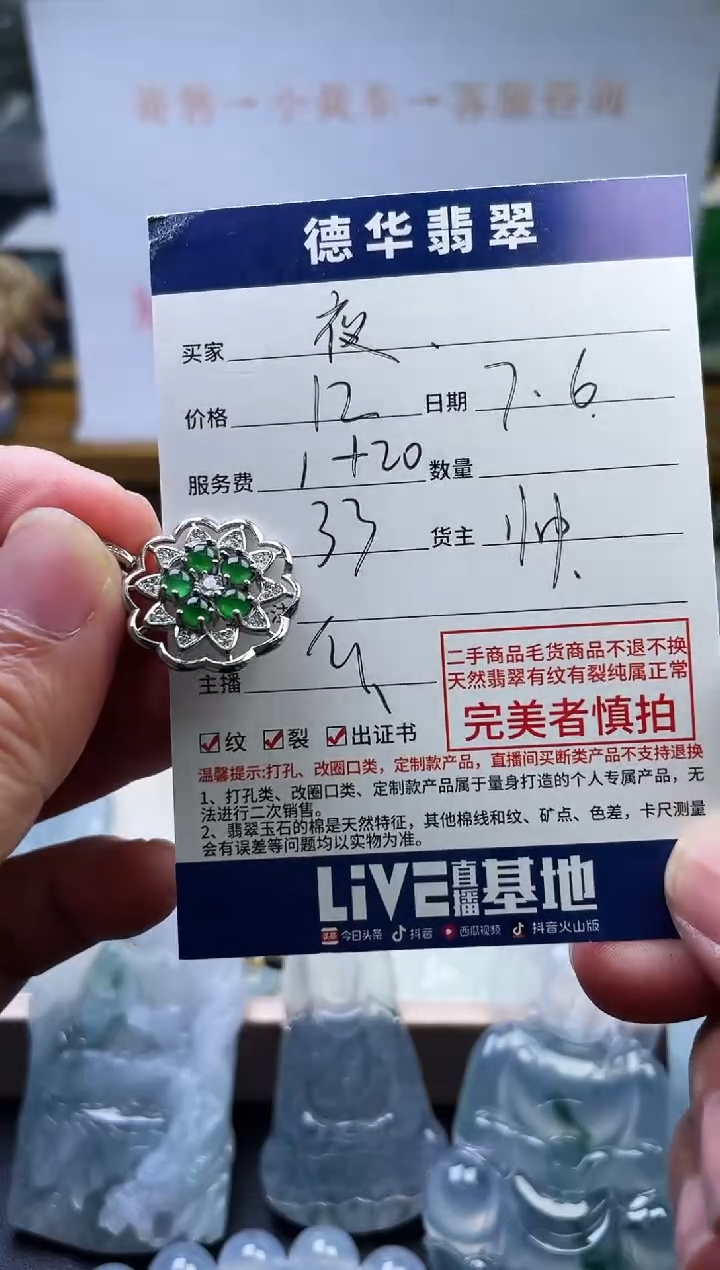 德华翡翠
买家 夜
价格 12 日期 7.6
服务费 1+20 数量
33 货主 帅
主播
二手商品毛货商品不退不换
天然翡翠有纹有裂纯属正常
完美者慎拍
纹 裂 出证书
温馨提示:打孔、改圈口类，定制款产品，直播间买断类产品不支持退换
1、打孔类、改圈口类、定制款产品属于量身打造的个人专属产品，无
法进行二次销售。
2、翡翠玉石的棉是天然特征，其他棉线和纹、矿点、色差，卡尺测量
会有误差等问题均以实物为准。
LiVE直播基地
头条 今日头条 抖音 西瓜视频 抖音火山版